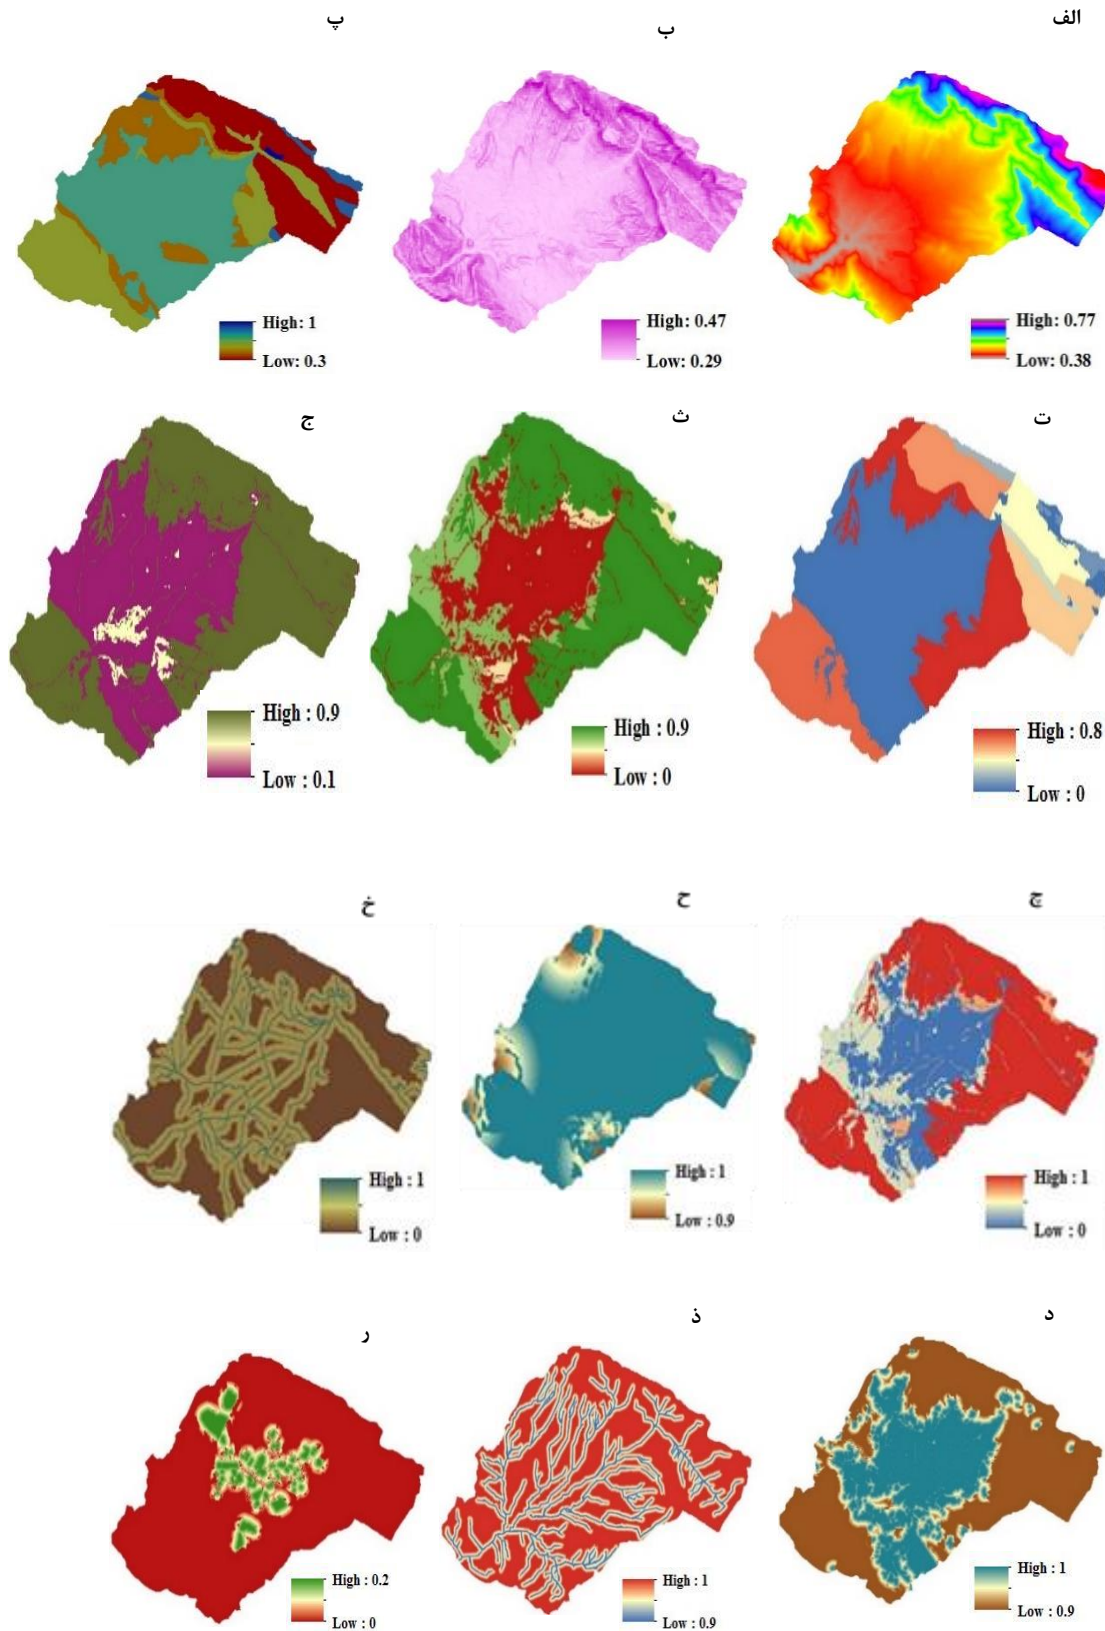 الف
ب
پ
High: 0.77
Low: 0.38
High: 0.47
Low: 0.29
High: 1
Low: 0.3
ت
ث
ج
High : 0.8
Low : 0
High : 0.9
Low : 0
High : 0.9
Low : 0.1
چ
ح
خ
High : 1
Low : 0
High : 1
Low : 0.9
High : 1
Low : 0
د
ذ
ر
High : 1
Low : 0.9
High : 1
Low : 0.9
High : 0.2
Low : 0